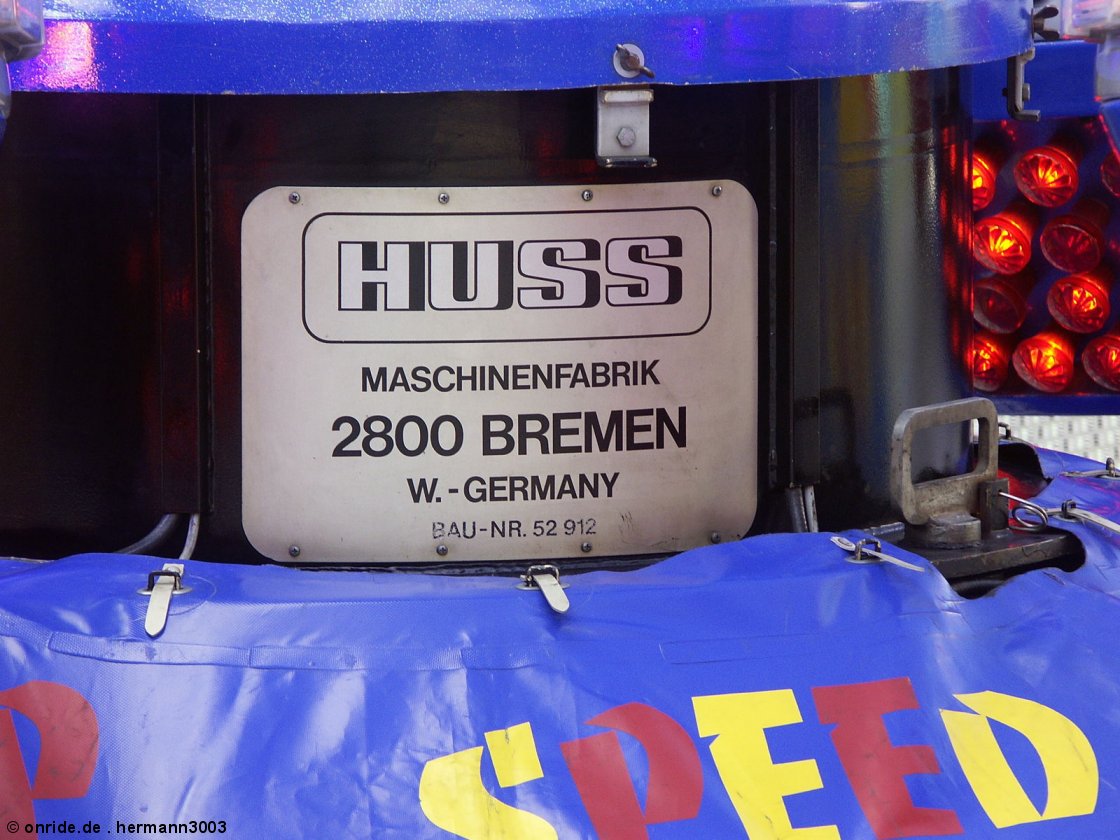 HUSS
MASCHINENFABRIK
2800 BREMEN
W.-GERMANY
BAU-NR. 52 912
P SPEED
© onride.de . hermann3003